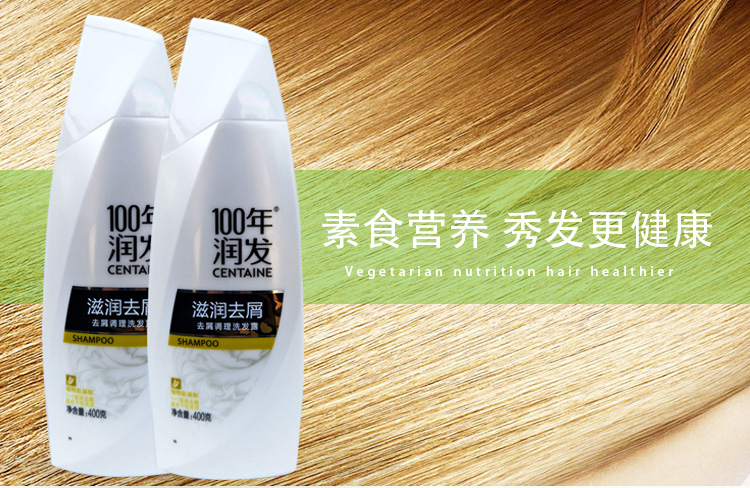 100年
润发
CENTAINE
滋润去屑
去屑调理洗发露
SHAMPOO
净含量:400克
100年®
润发
CENTAINE
滋润去屑
去屑调理洗发露
SHAMPOO
净含量:400克
素食营养 秀发更健康
Vegetarian nutrition hair healthier